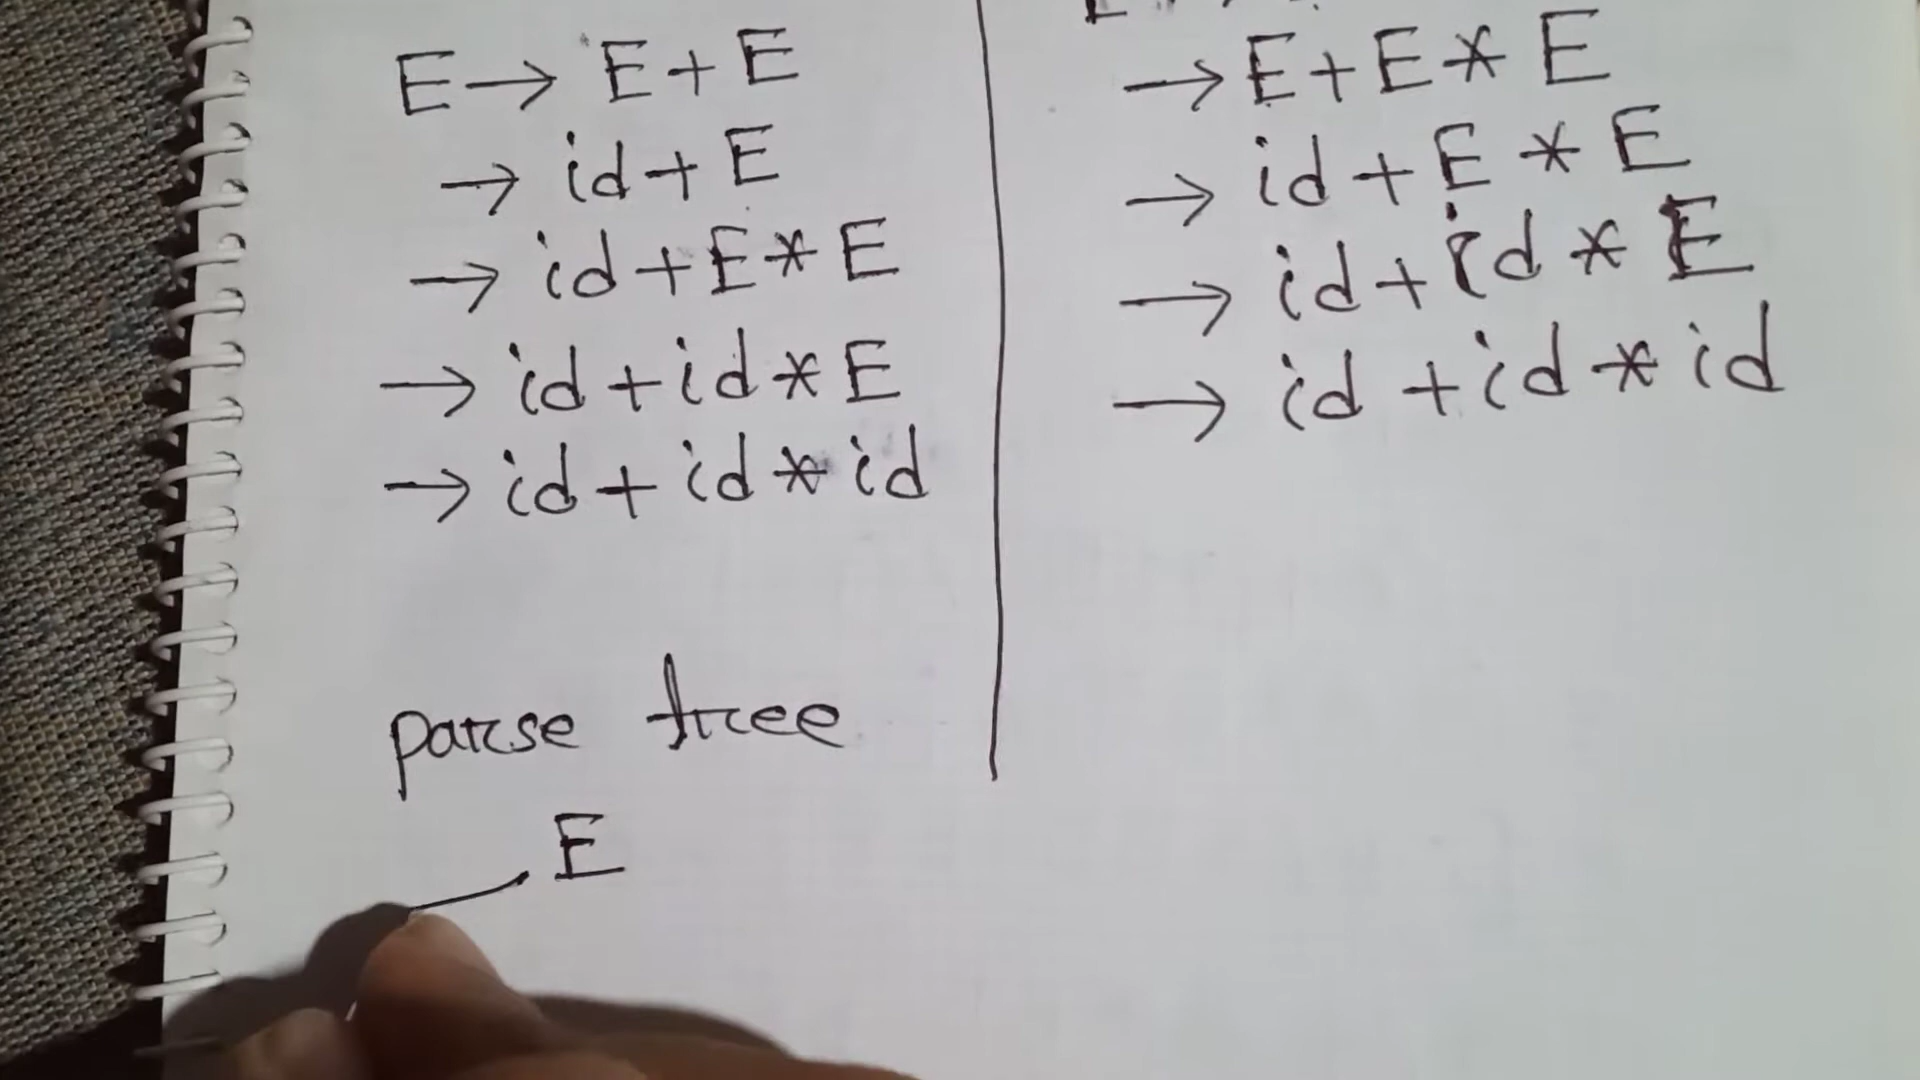 E → E + E
→ id + E
→ id + E * E
→ id + id * E
→ id + id * id
→ E + E * E
→ id + E * E
→ id + id * E
→ id + id * id
parse tree
E